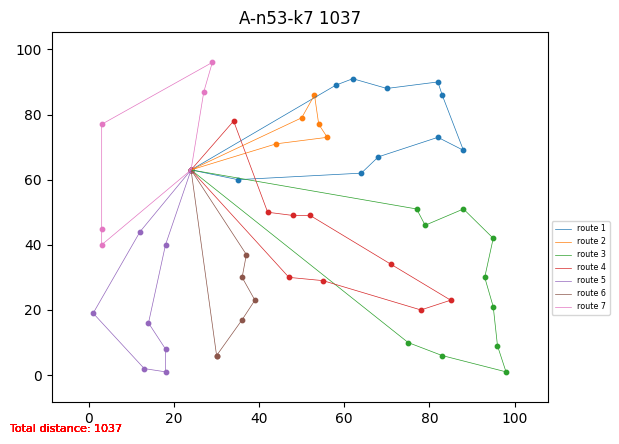 A-n53-k7 1037
100
80
60
40
20
0
0 20 40 60 80 100
route 1
route 2
route 3
route 4
route 5
route 6
route 7
Total distance: 1037